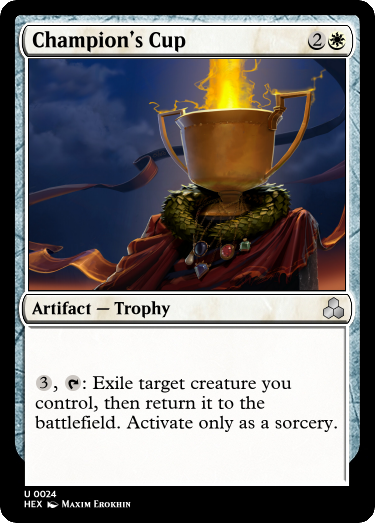 Champion's Cup 2
Artifact — Trophy
3, : Exile target creature you
control, then return it to the
battlefield. Activate only as a sorcery.
U 0024
HEX Maxim Erokhin